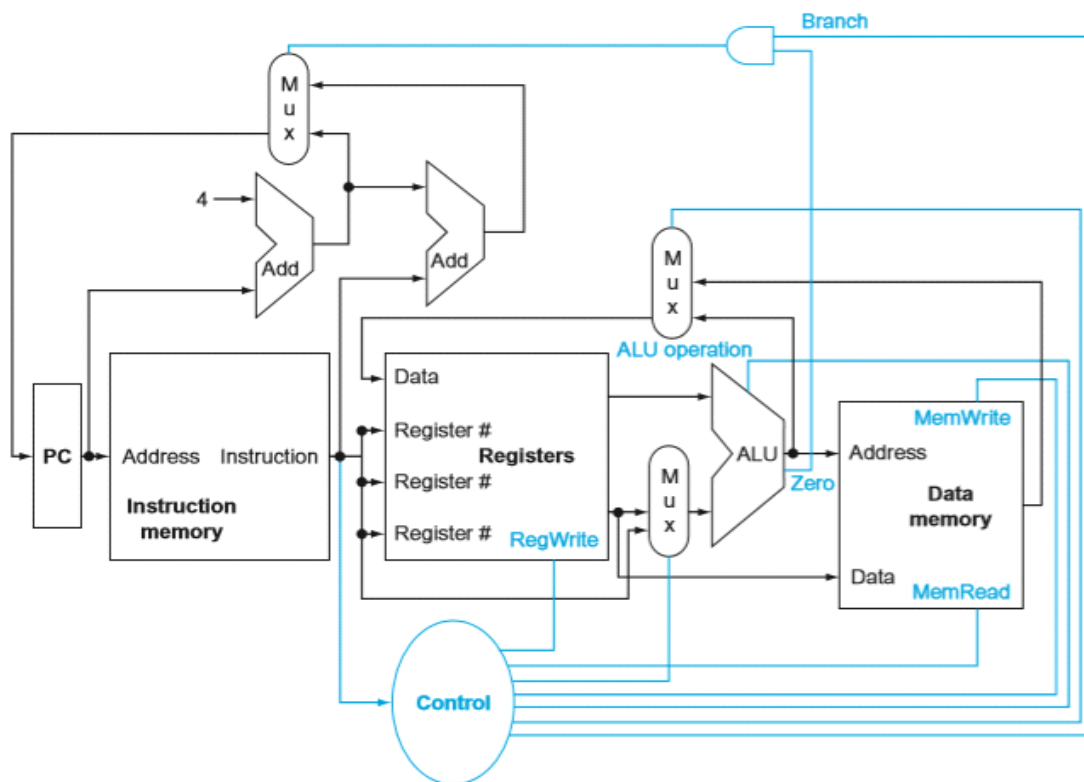 Branch
M
u
x
4
Add
Add
M
u
x
ALU operation
Data
PC
Address
Instruction
Register #
Registers
Register #
Register #
RegWrite
Instruction
memory
M
u
x
ALU
Zero
MemWrite
Address
Data
memory
Data
MemRead
Control